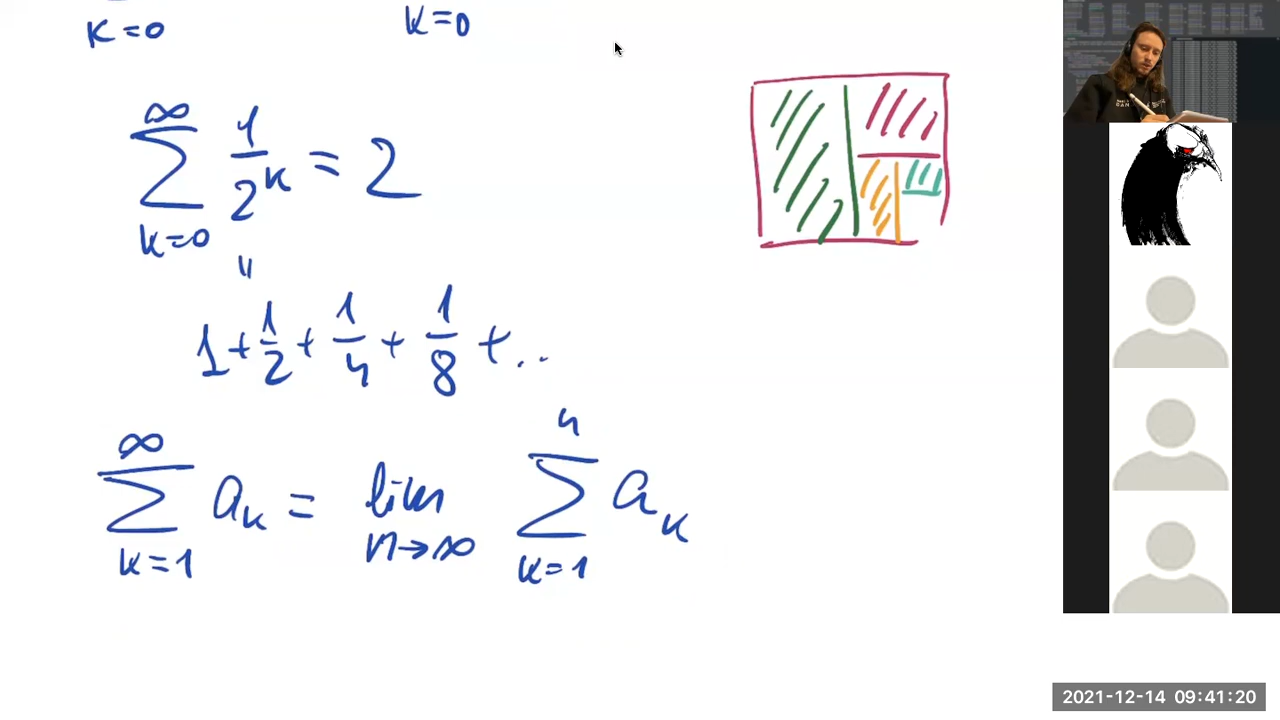 k=0 k=0
∞
∑ 1/2^k = 2
k=0
"
1 + 1/2 + 1/4 + 1/8 + ...
∞ n
∑ a_k = lim ∑ a_k
k=1 n→∞ k=1
2021-12-14 09:41:20